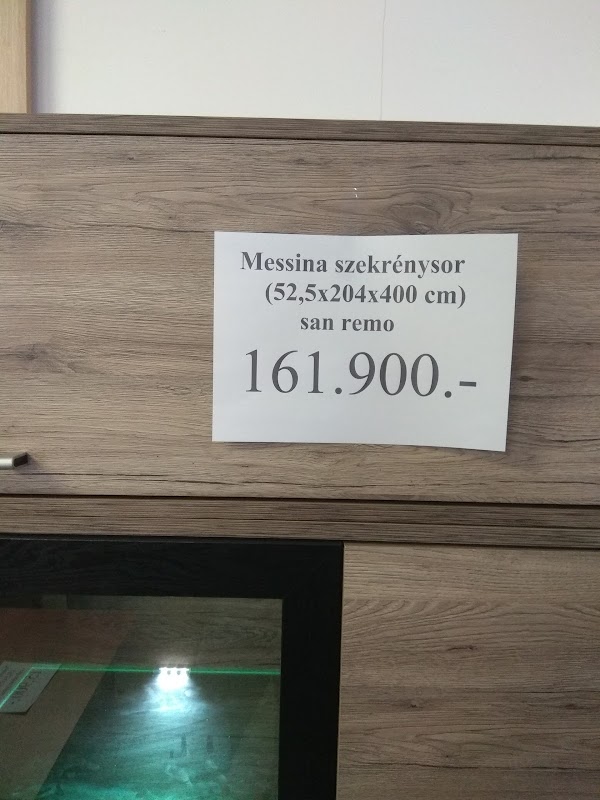 Messina szekrénysor
(52,5x204x400 cm)
san remo
161.900.-